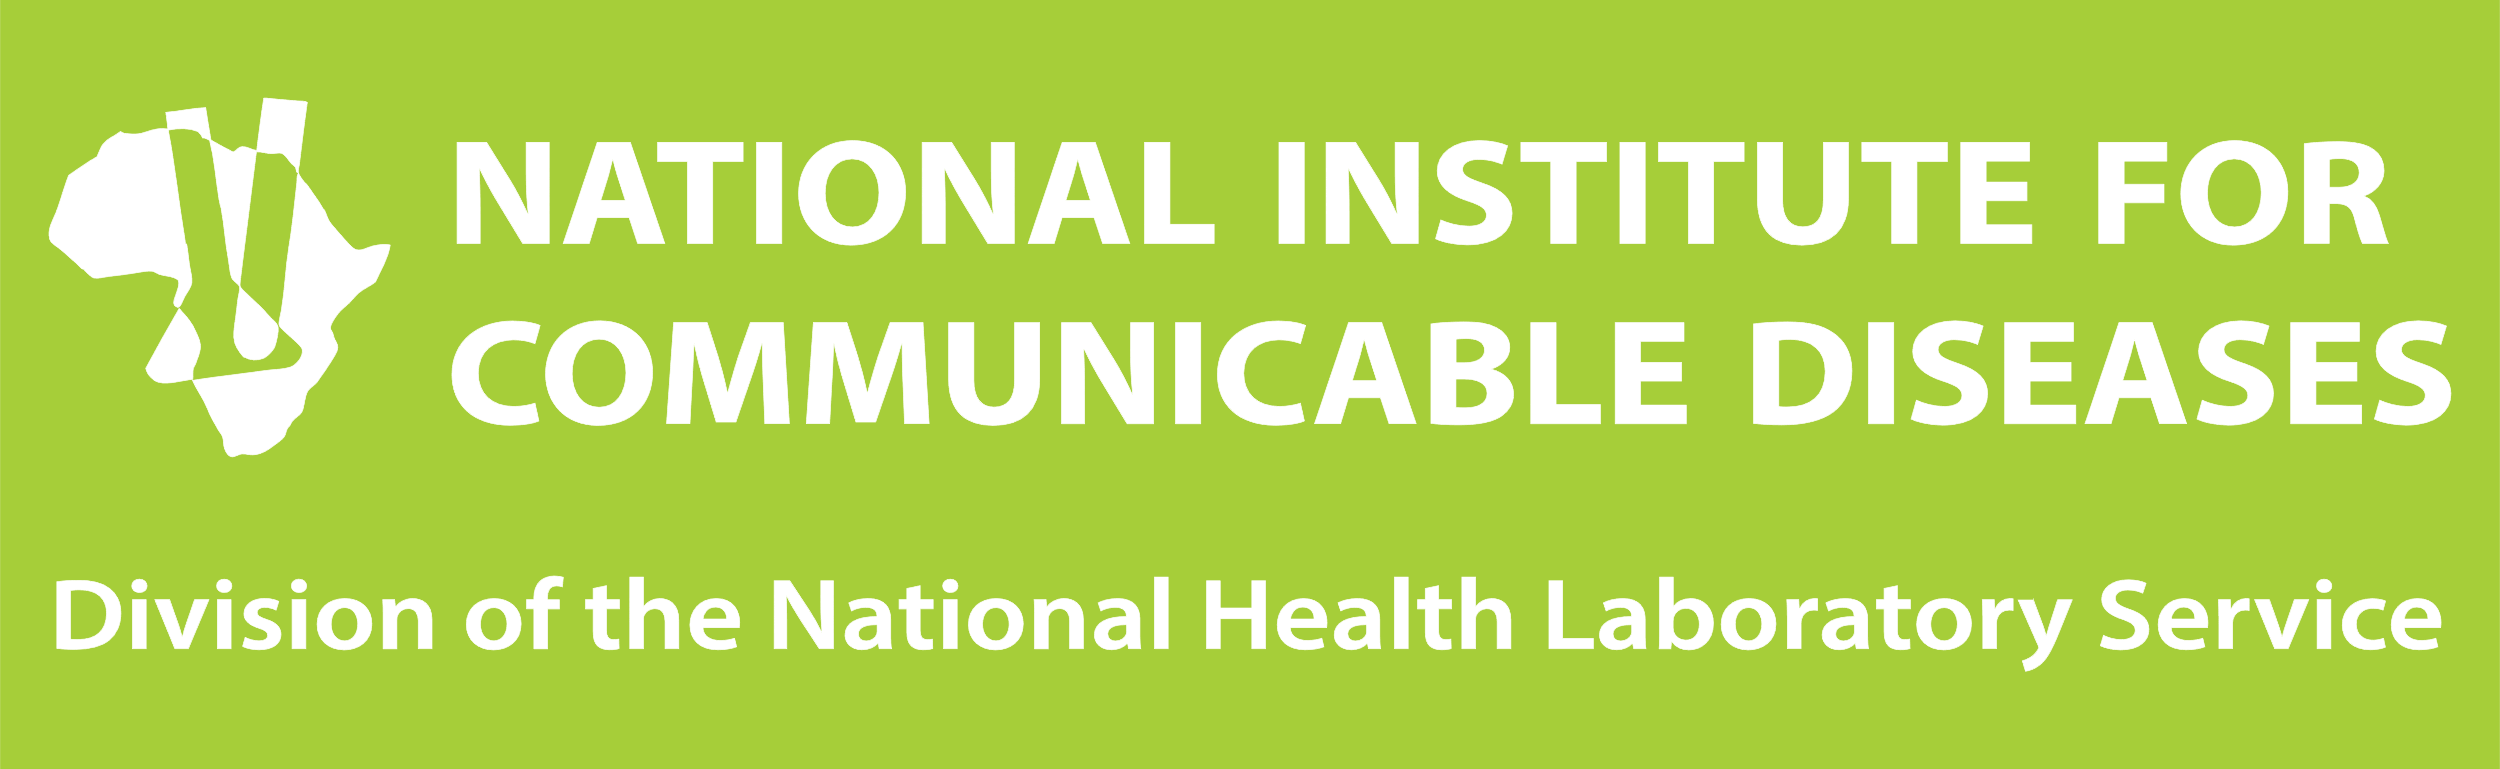 NATIONAL INSTITUTE FOR
COMMUNICABLE DISEASES
Division of the National Health Laboratory Service